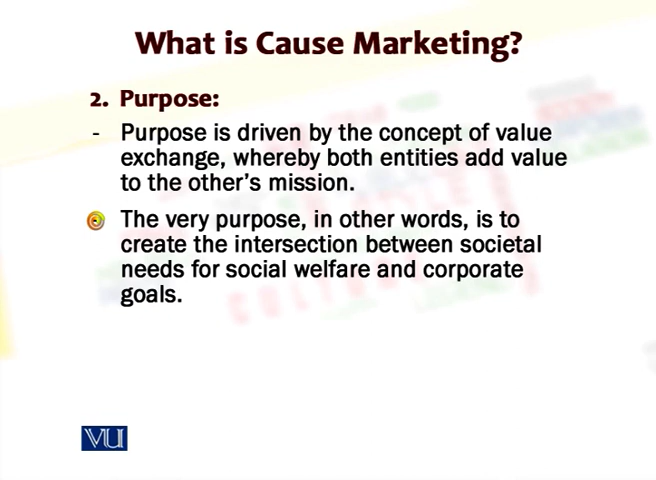 What is Cause Marketing?
2. Purpose:
- Purpose is driven by the concept of value
exchange, whereby both entities add value
to the other’s mission.
The very purpose, in other words, is to
create the intersection between societal
needs for social welfare and corporate
goals.
VU